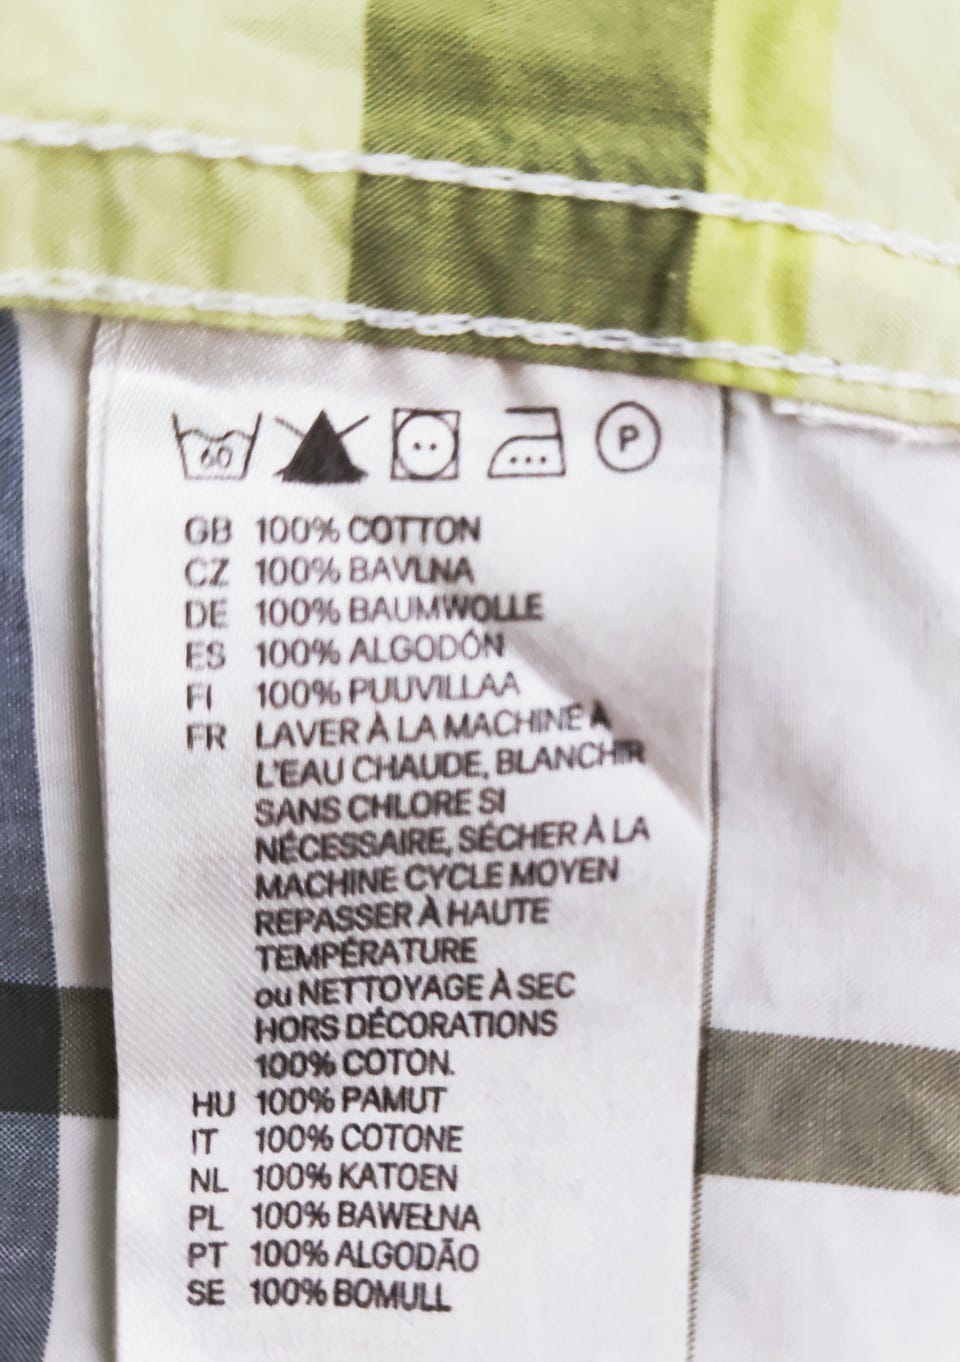 60 P
GB 100% COTTON
CZ 100% BAVLNA
DE 100% BAUMWOLLE
ES 100% ALGODÓN
FI 100% PUUVILLAA
FR LAVER À LA MACHINE À
L'EAU CHAUDE, BLANCHIR
SANS CHLORE SI
NÉCESSAIRE, SÉCHER À LA
MACHINE CYCLE MOYEN
REPASSER À HAUTE
TEMPÉRATURE
ou NETTOYAGE À SEC
HORS DÉCORATIONS
100% COTON.
HU 100% PAMUT
IT 100% COTONE
NL 100% KATOEN
PL 100% BAWEŁNA
PT 100% ALGODÃO
SE 100% BOMULL